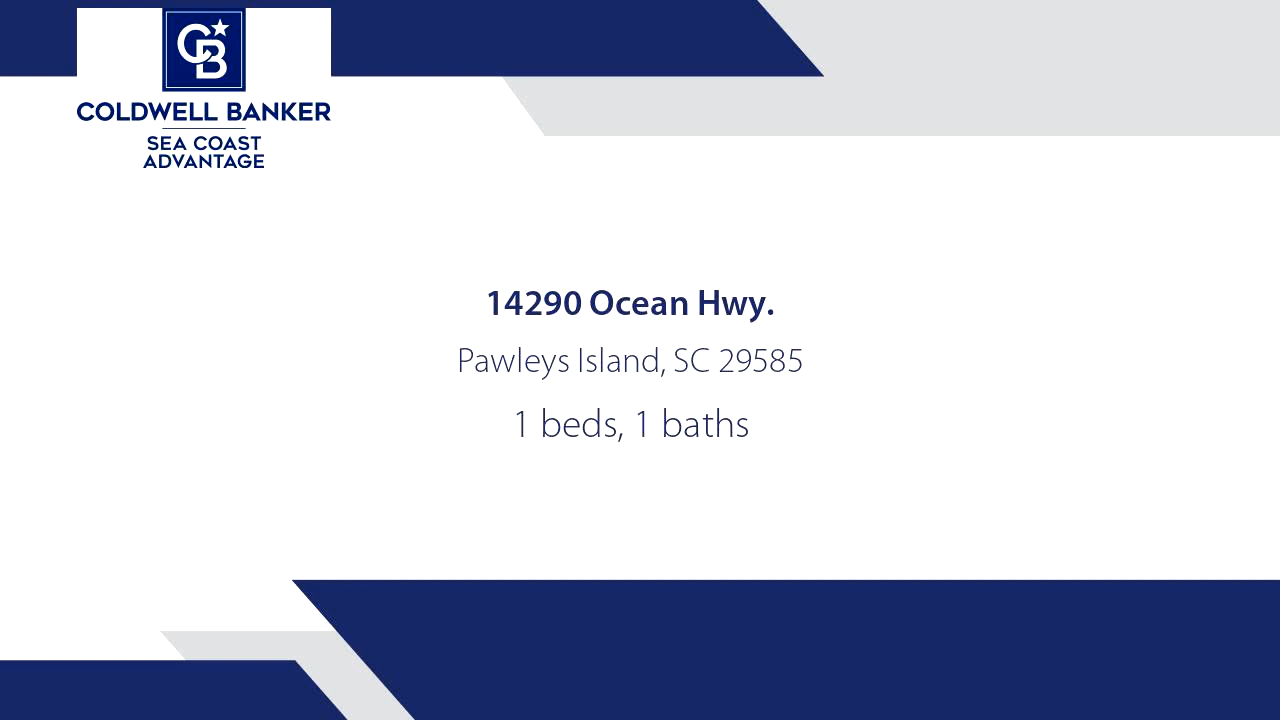 CB
COLDWELL BANKER
SEA COAST
ADVANTAGE
14290 Ocean Hwy.
Pawleys Island, SC 29585
1 beds, 1 baths